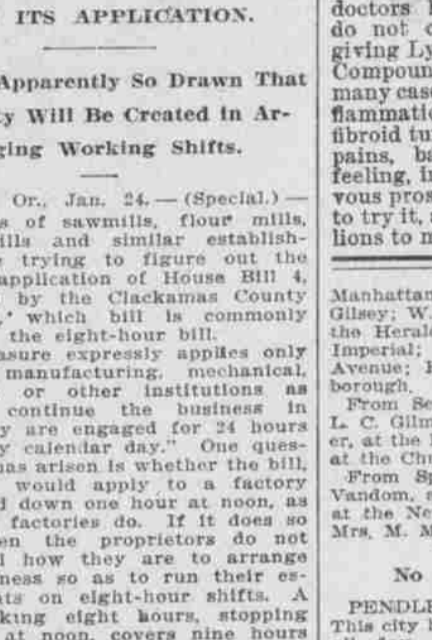 ITS APPLICATION.
Apparently So Drawn That
y Will Be Created in Ar-
ging Working Shifts.
Or., Jan. 24. — (Special.) —
s of sawmills, flour mills,
ills and similar establish-
e trying to figure out the
application of House Bill 4,
by the Clackamas County
,' which bill is commonly
the eight-hour bill.
asure expressly applies only
manufacturing, mechanical,
or other institutions as
continue the business in
y are engaged for 24 hours
y calendar day." One ques-
has arisen is whether the bill,
would apply to a factory
d down one hour at noon, as
factories do. If it does so
en the proprietors do not
l how they are to arrange
ness so as to run their es-
nts on eight-hour shifts. A
king eight hours, stopping
at noon, covers nine hours
doctors
do not
giving Ly
Compoun
many case
flammatic
fibroid tu
pains, ba
feeling, in
vous pros
to try it,
lions to m
Manhattan
Gilsey; W.
the Herald
Imperial;
Avenue;
borough.
From Se
L. C. Gilm
er, at the
at the Chu
From Sp
Vandom,
at the Ne
Mrs. M. M
No
PENDLE
This city